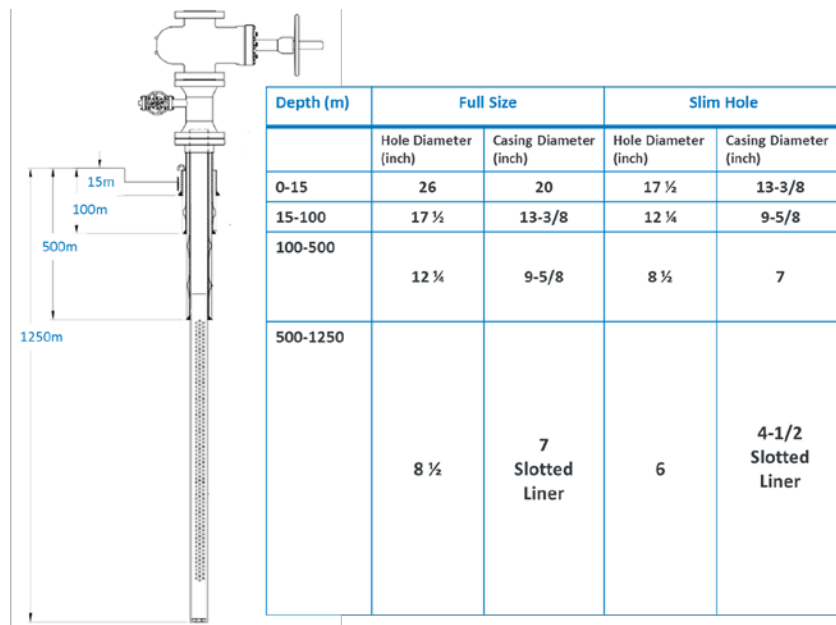 Depth (m) Full Size Slim Hole
Hole Diameter (inch) Casing Diameter (inch) Hole Diameter (inch) Casing Diameter (inch)
0-15 26 20 17 ½ 13-3/8
15-100 17 ½ 13-3/8 12 ¼ 9-5/8
100-500
12 ¼ 9-5/8 8 ½ 7
500-1250
8 ½ 7 Slotted Liner 6 4-1/2 Slotted Liner
15m
100m
500m
1250m